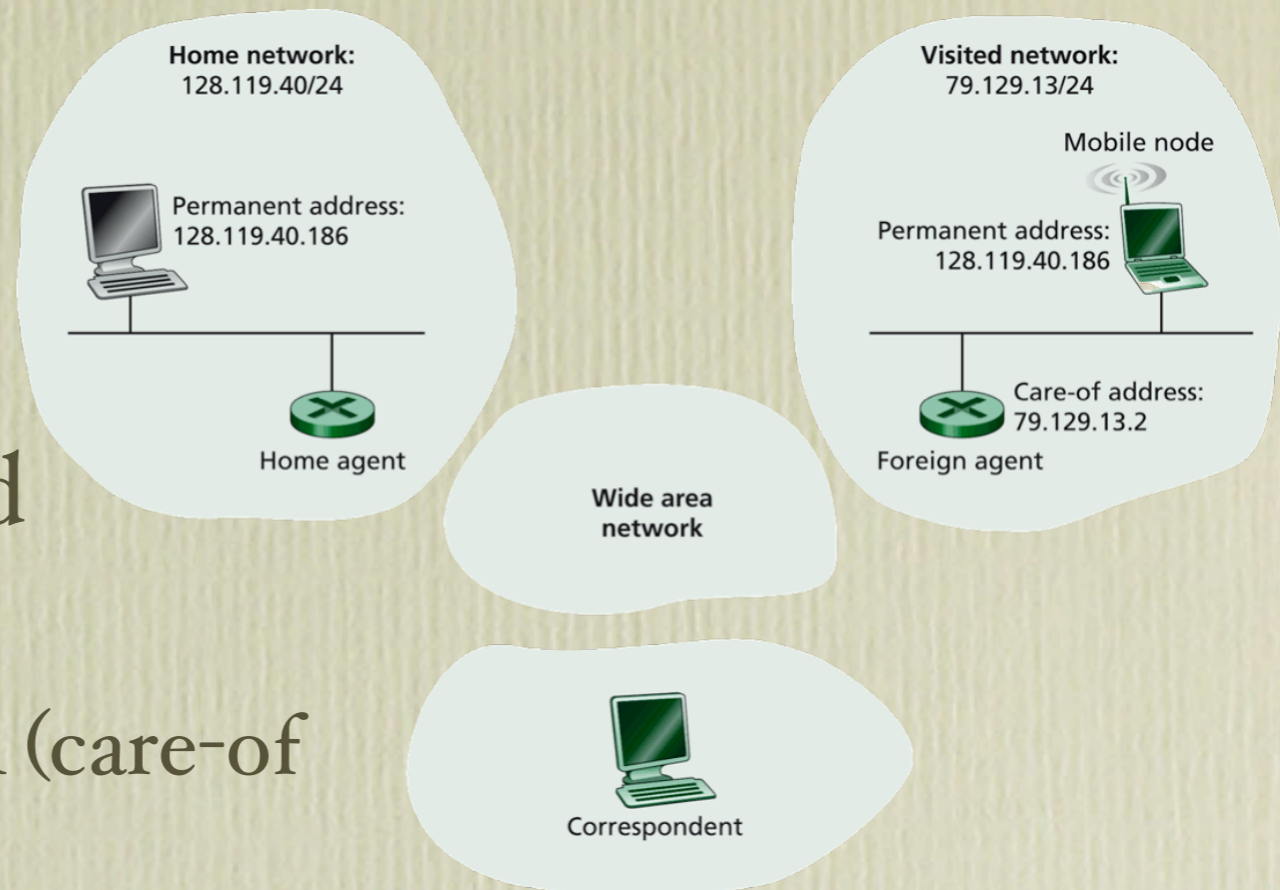 Home network:
128.119.40/24
Permanent address:
128.119.40.186
Home agent
Visited network:
79.129.13/24
Mobile node
Permanent address:
128.119.40.186
Care-of address:
79.129.13.2
Foreign agent
d
Wide area
network
(care-of
Correspondent